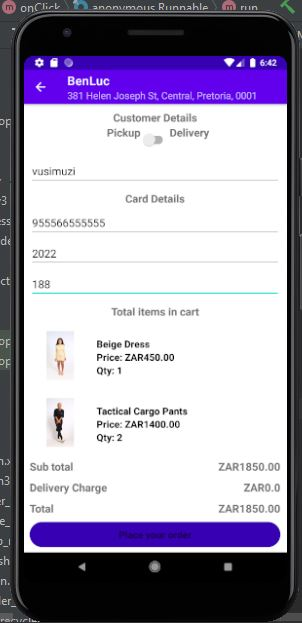 onClick anonymous Runnable run
6:42
BenLuc
381 Helen Joseph St, Central, Pretoria, 0001
Customer Details
Pickup Delivery
vusimuzi
Card Details
955566555555
2022
188
Total items in cart
Beige Dress
Price: ZAR450.00
Qty: 1
Tactical Cargo Pants
Price: ZAR1400.00
Qty: 2
Sub total ZAR1850.00
Delivery Charge ZAR0.0
Total ZAR1850.00
Place your order